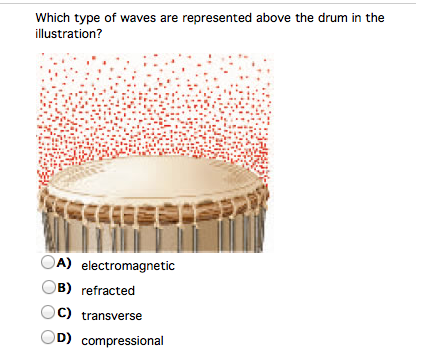 Which type of waves are represented above the drum in the
illustration?
A) electromagnetic
B) refracted
C) transverse
D) compressional